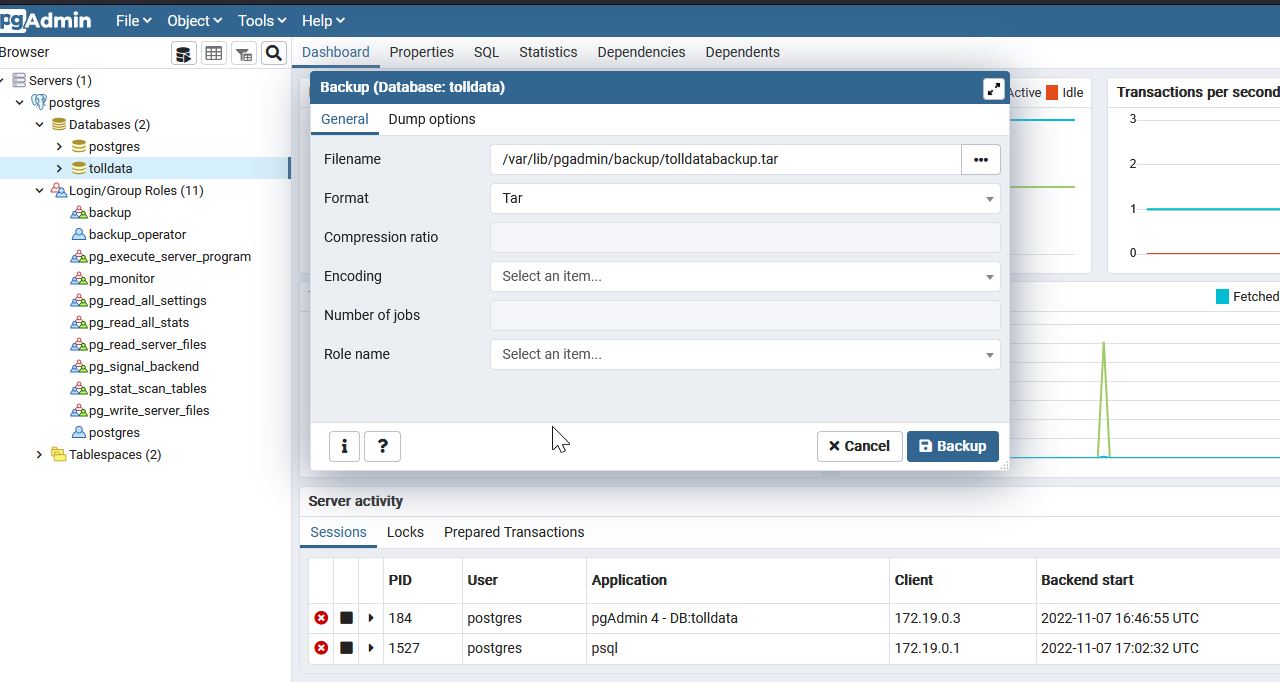 pgAdmin File Object Tools Help
Browser
Dashboard Properties SQL Statistics Dependencies Dependents
Servers (1)
postgres
Databases (2)
postgres
tolldata
Login/Group Roles (11)
backup
backup_operator
pg_execute_server_program
pg_monitor
pg_read_all_settings
pg_read_all_stats
pg_read_server_files
pg_signal_backend
pg_stat_scan_tables
pg_write_server_files
postgres
Tablespaces (2)
Backup (Database: tolldata)
General Dump options
Filename /var/lib/pgadmin/backup/tolldatabackup.tar •••
Format Tar
Compression ratio
Encoding Select an item...
Number of jobs
Role name Select an item...
i ? Cancel Backup
Active Idle
Transactions per second
3
2
1
0
Fetched
Server activity
Sessions Locks Prepared Transactions
PID User Application Client Backend start
184 postgres pgAdmin 4 - DB:tolldata 172.19.0.3 2022-11-07 16:46:55 UTC
1527 postgres psql 172.19.0.1 2022-11-07 17:02:32 UTC